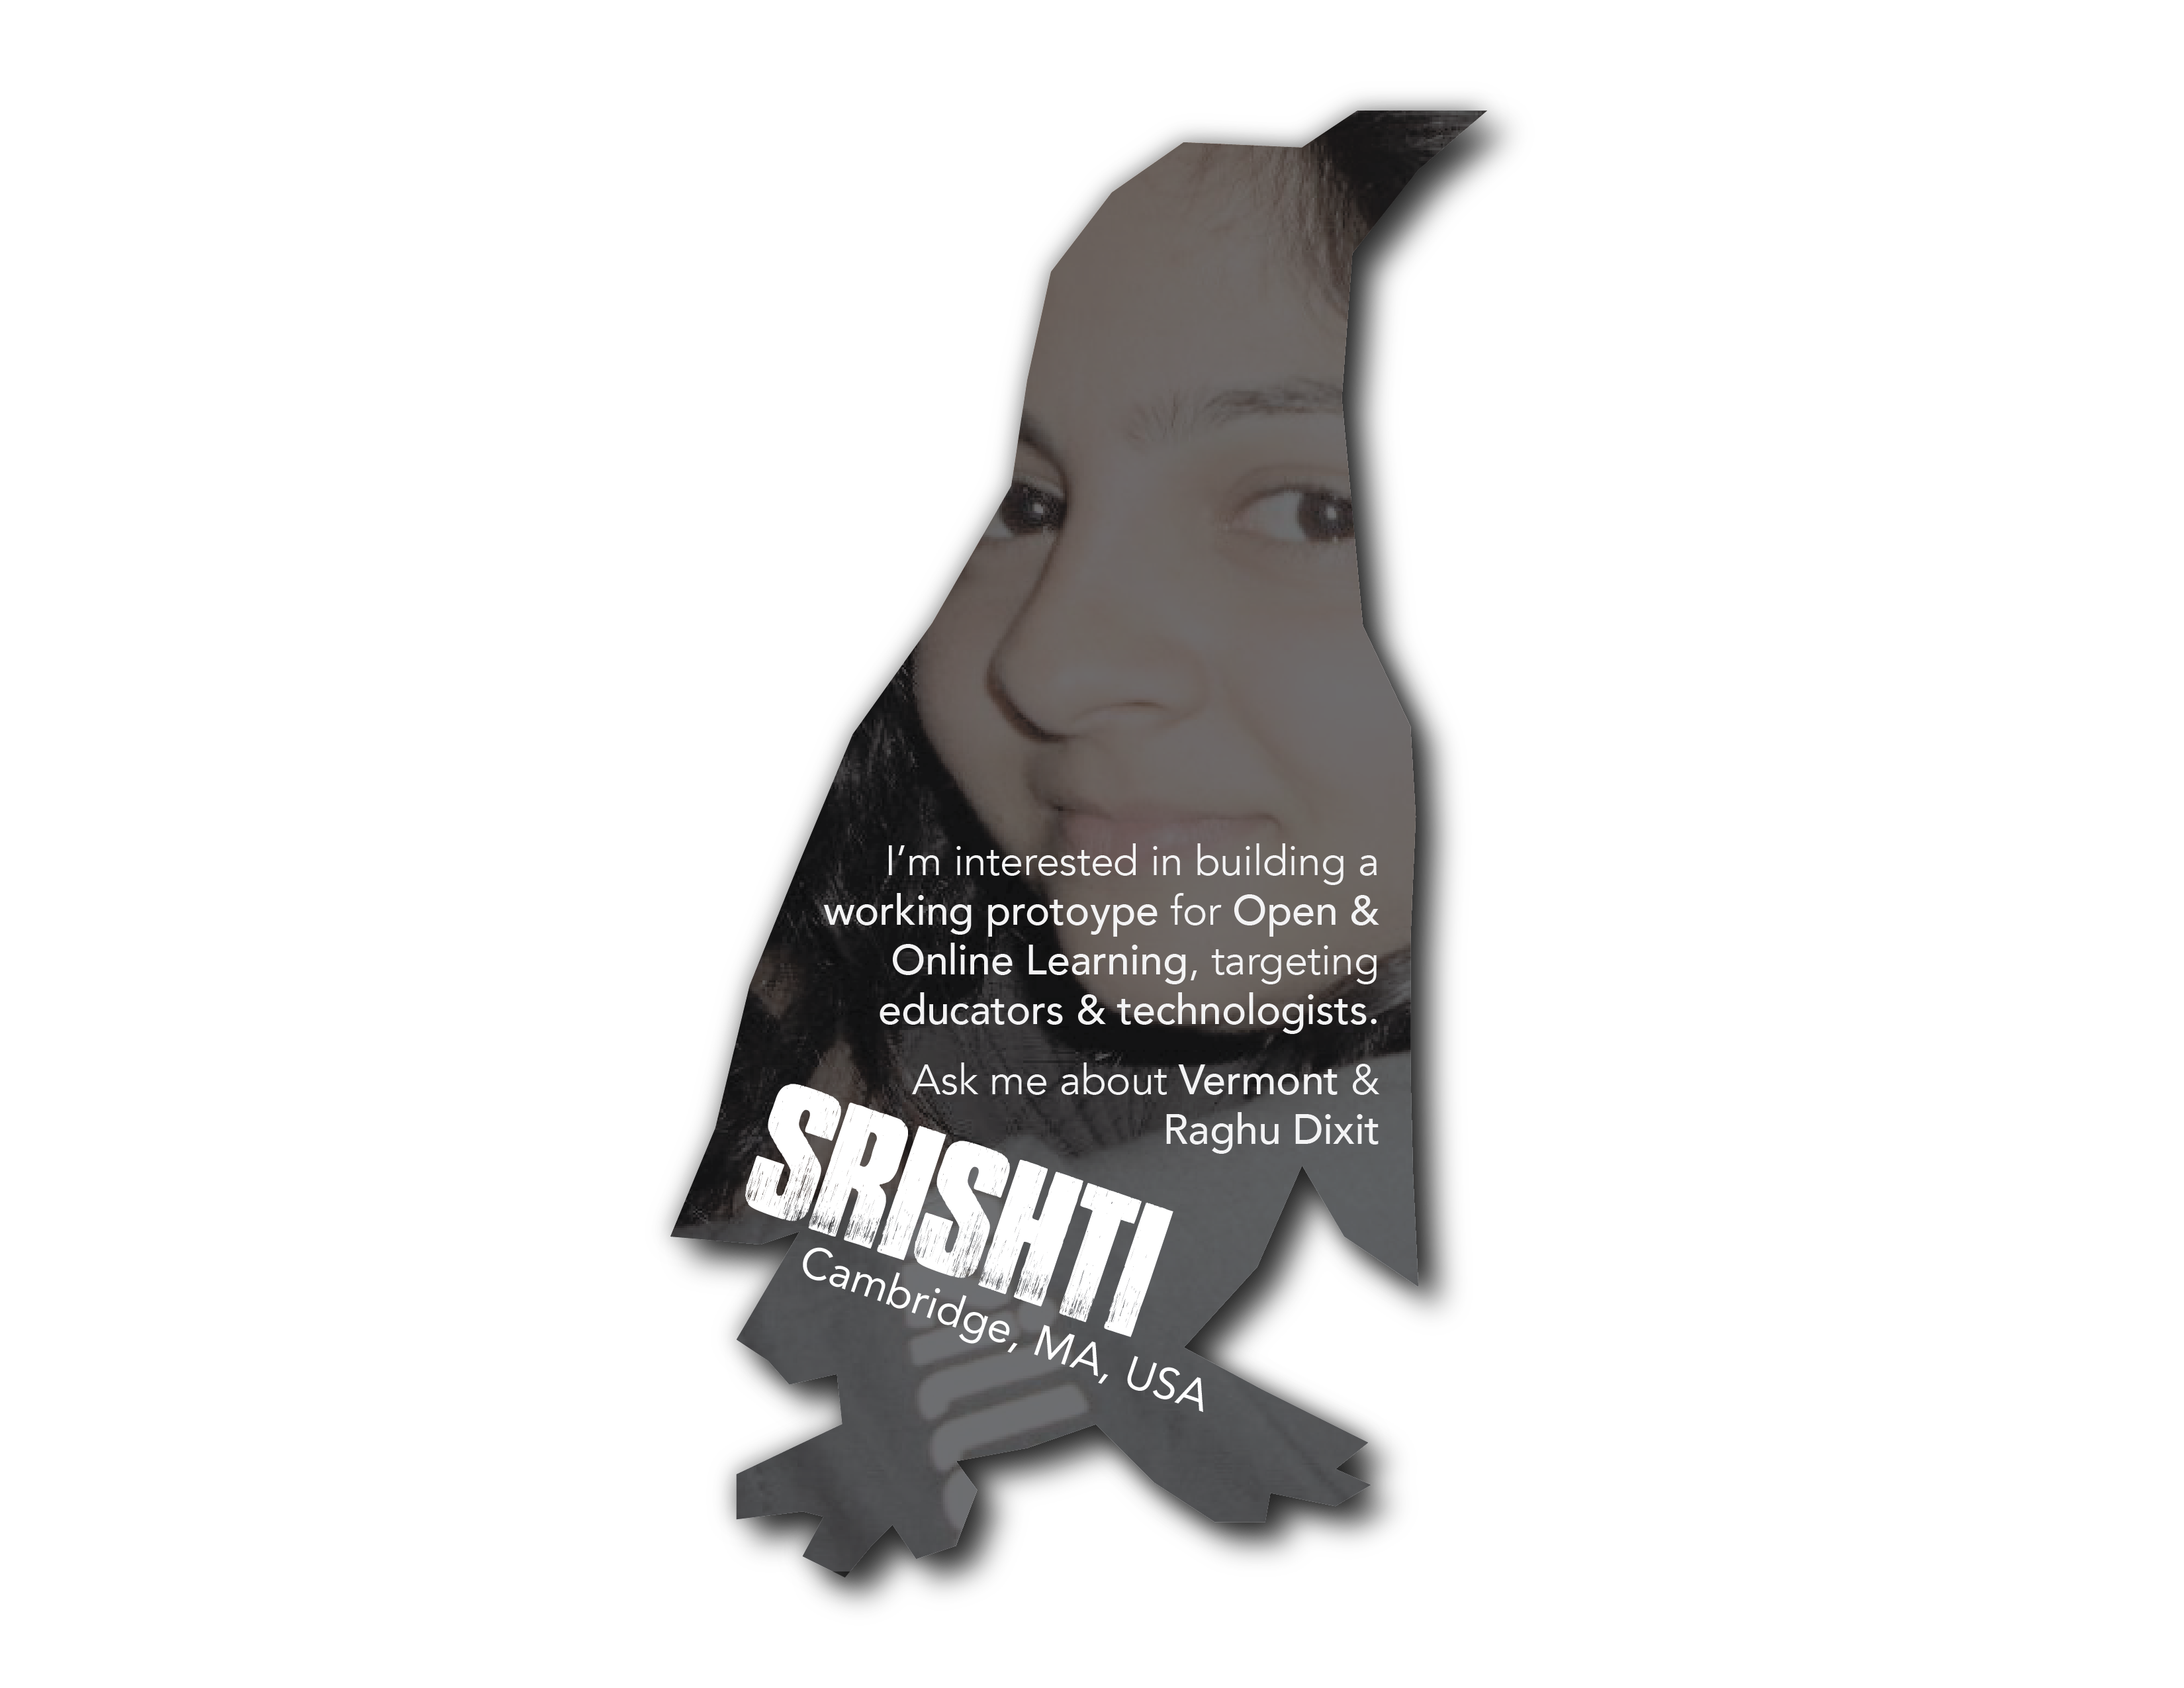 I’m interested in building a
working protoype for Open &
Online Learning, targeting
educators & technologists.
Ask me about Vermont &
Raghu Dixit
SRISHTI
Cambridge, MA, USA